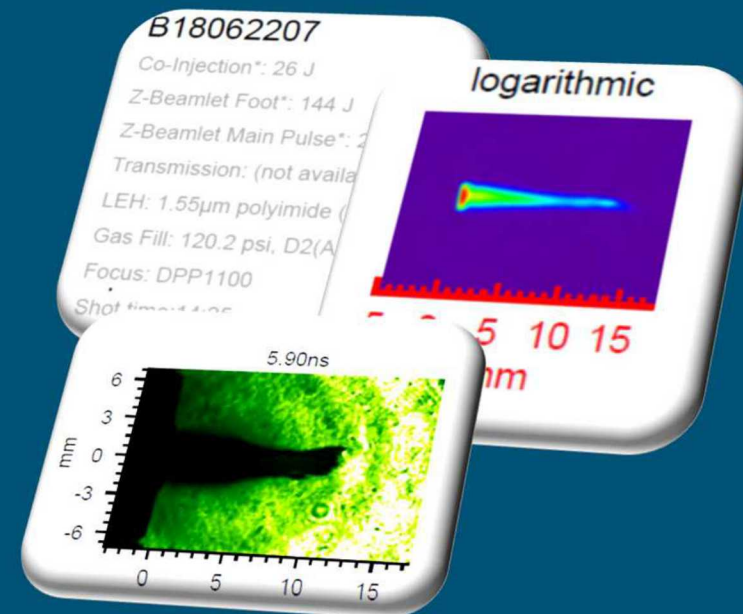 B18062207
Co-Injection*: 26 J
Z-Beamlet Foot*: 144 J
Z-Beamlet Main Pulse*: 2
Transmission: (not availa
LEH: 1.55µm polyimide (
Gas Fill: 120.2 psi, D2(A
Focus: DPP1100
Shot time:
logarithmic
5 10 15
5.90ns
6
3
0
-3
-6
mm
0 5 10 15